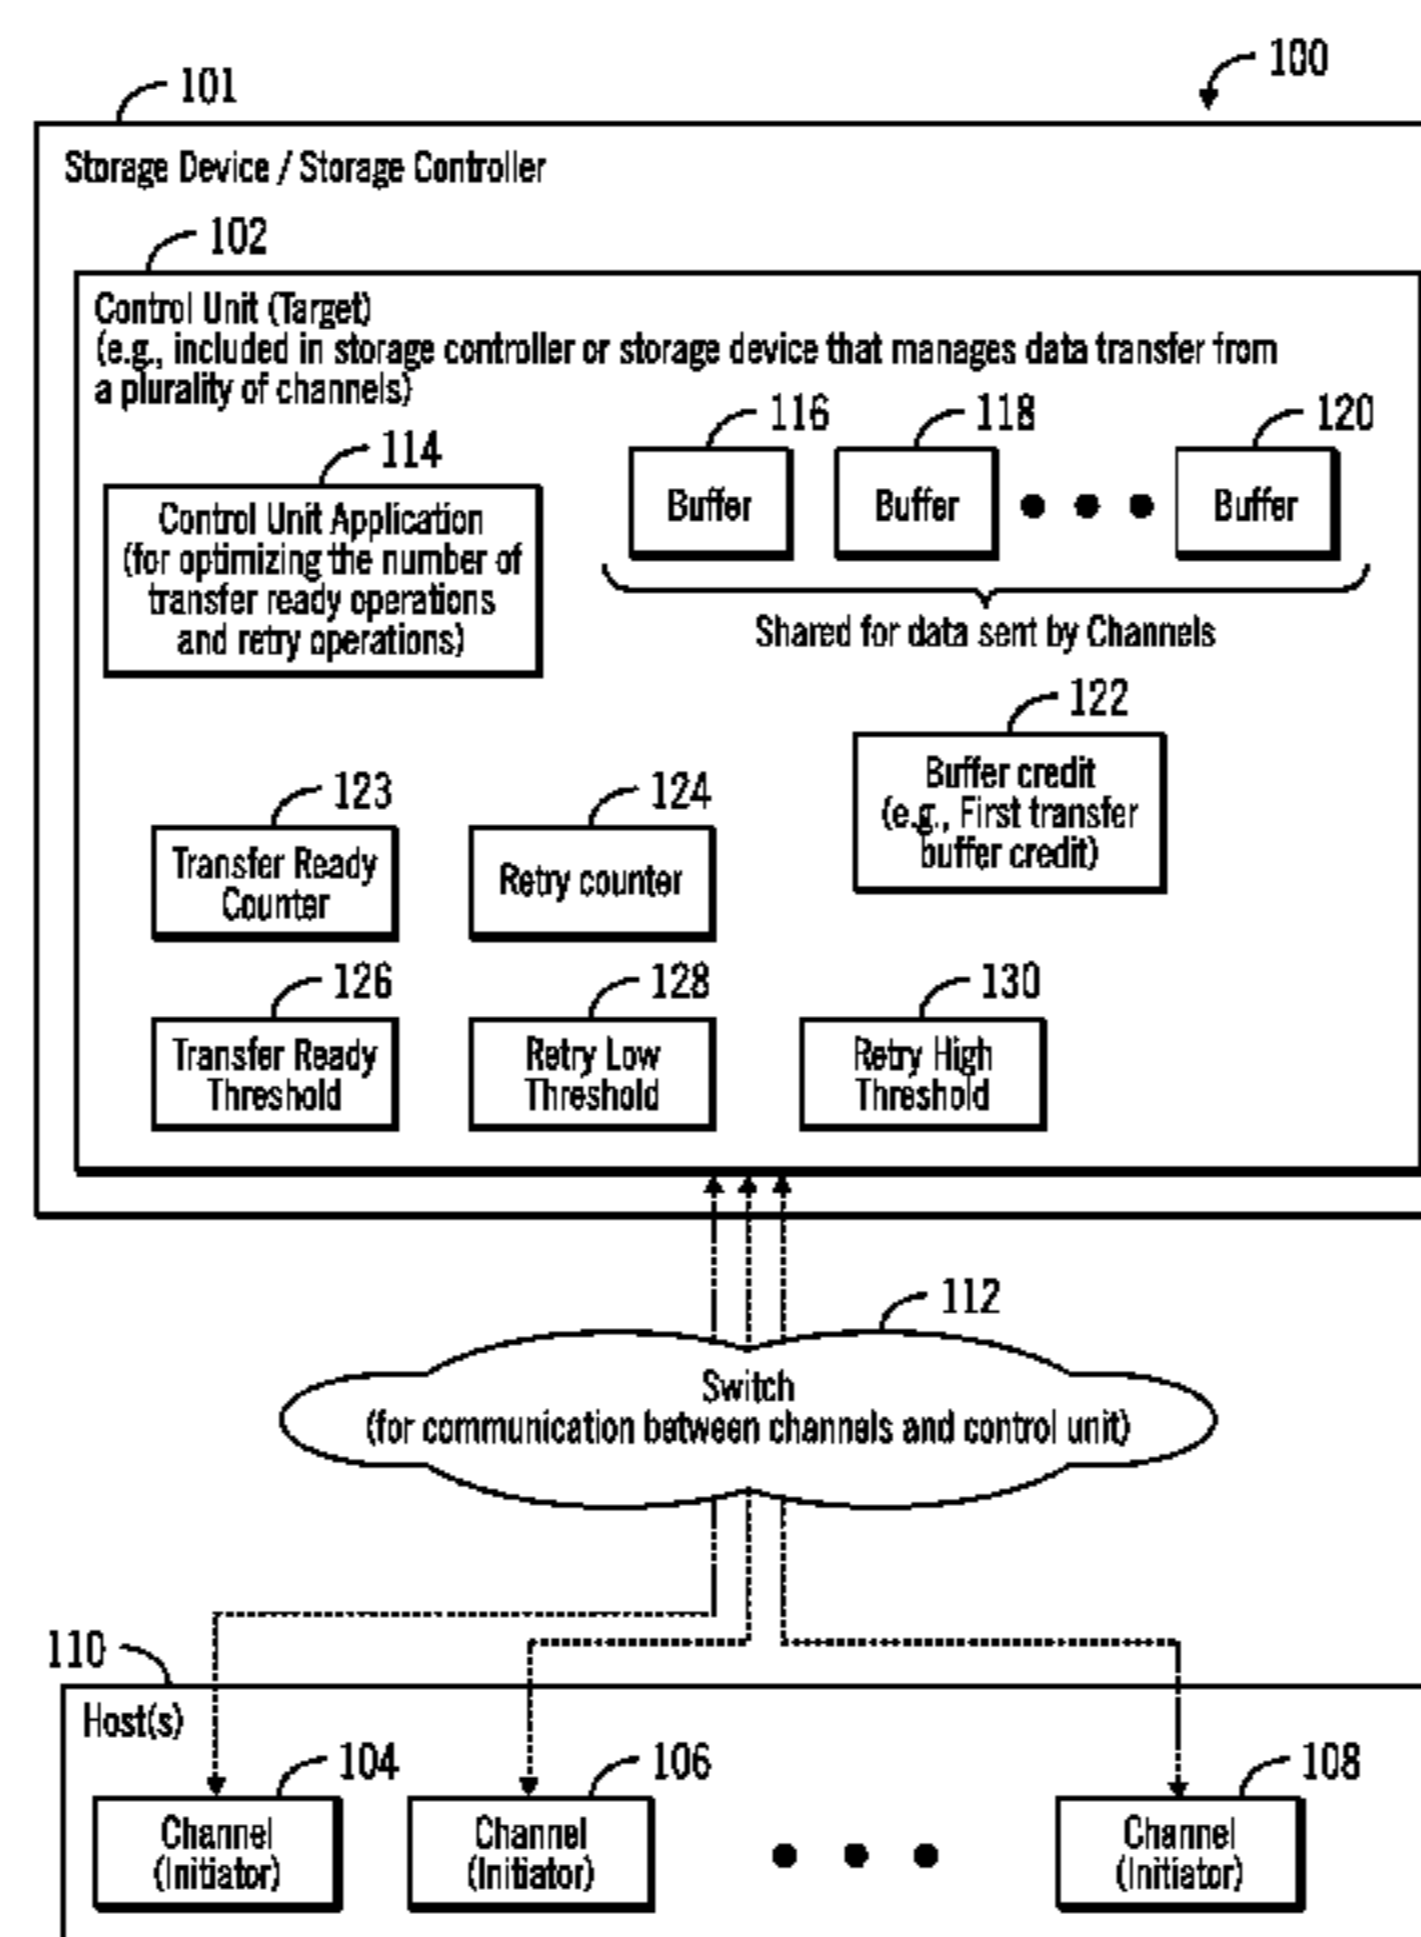 100
101
Storage Device / Storage Controller
102
Control Unit (Target)
(e.g., included in storage controller or storage device that manages data transfer from
a plurality of channels)
114
116
118
120
Control Unit Application
(for optimizing the number of
transfer ready operations
and retry operations)
Buffer
Buffer
Buffer
Shared for data sent by Channels
122
Buffer credit
(e.g., First transfer
buffer credit)
123
Transfer Ready
Counter
124
Retry counter
126
Transfer Ready
Threshold
128
Retry Low
Threshold
130
Retry High
Threshold
112
Switch
(for communication between channels and control unit)
110
Host(s)
104
Channel
(Initiator)
106
Channel
(Initiator)
108
Channel
(Initiator)